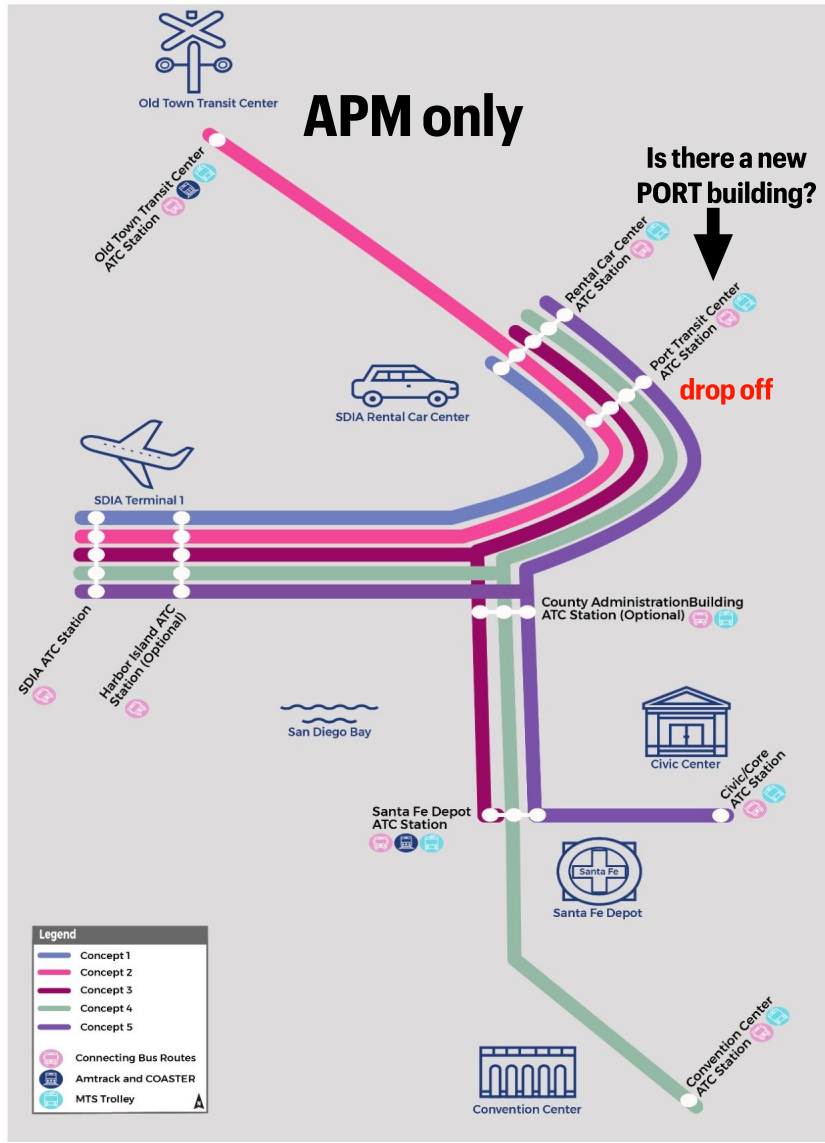 Old Town Transit Center
APM only
Is there a new
PORT building?
Old Town Transit Center
ATC Station
Rental Car Center
ATC Station
Port Transit Center
ATC Station
drop off
SDIA Rental Car Center
SDIA Terminal 1
SDIA ATC Station
Harbor Island ATC
Station (Optional)
County AdministrationBuilding
ATC Station (Optional)
San Diego Bay
Civic Center
Civic/Core
ATC Station
Santa Fe Depot
ATC Station
Santa Fe
Santa Fe Depot
Convention Center
ATC Station
Convention Center
Legend
Concept 1
Concept 2
Concept 3
Concept 4
Concept 5
Connecting Bus Routes
Amtrack and COASTER
MTS Trolley